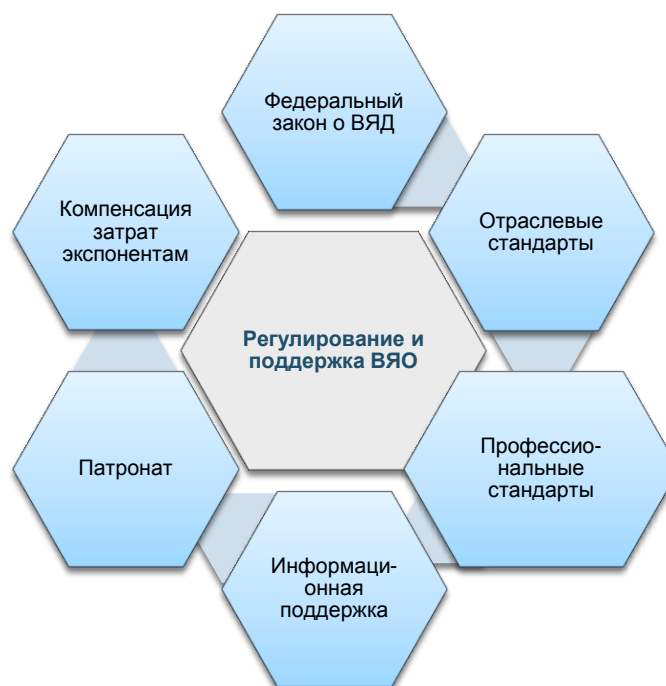 Федеральный
закон о ВЯД
Отраслевые
стандарты
Профессио-
нальные
стандарты
Информаци-
онная
поддержка
Патронат
Компенсация
затрат
экспонентам
Регулирование и
поддержка ВЯО